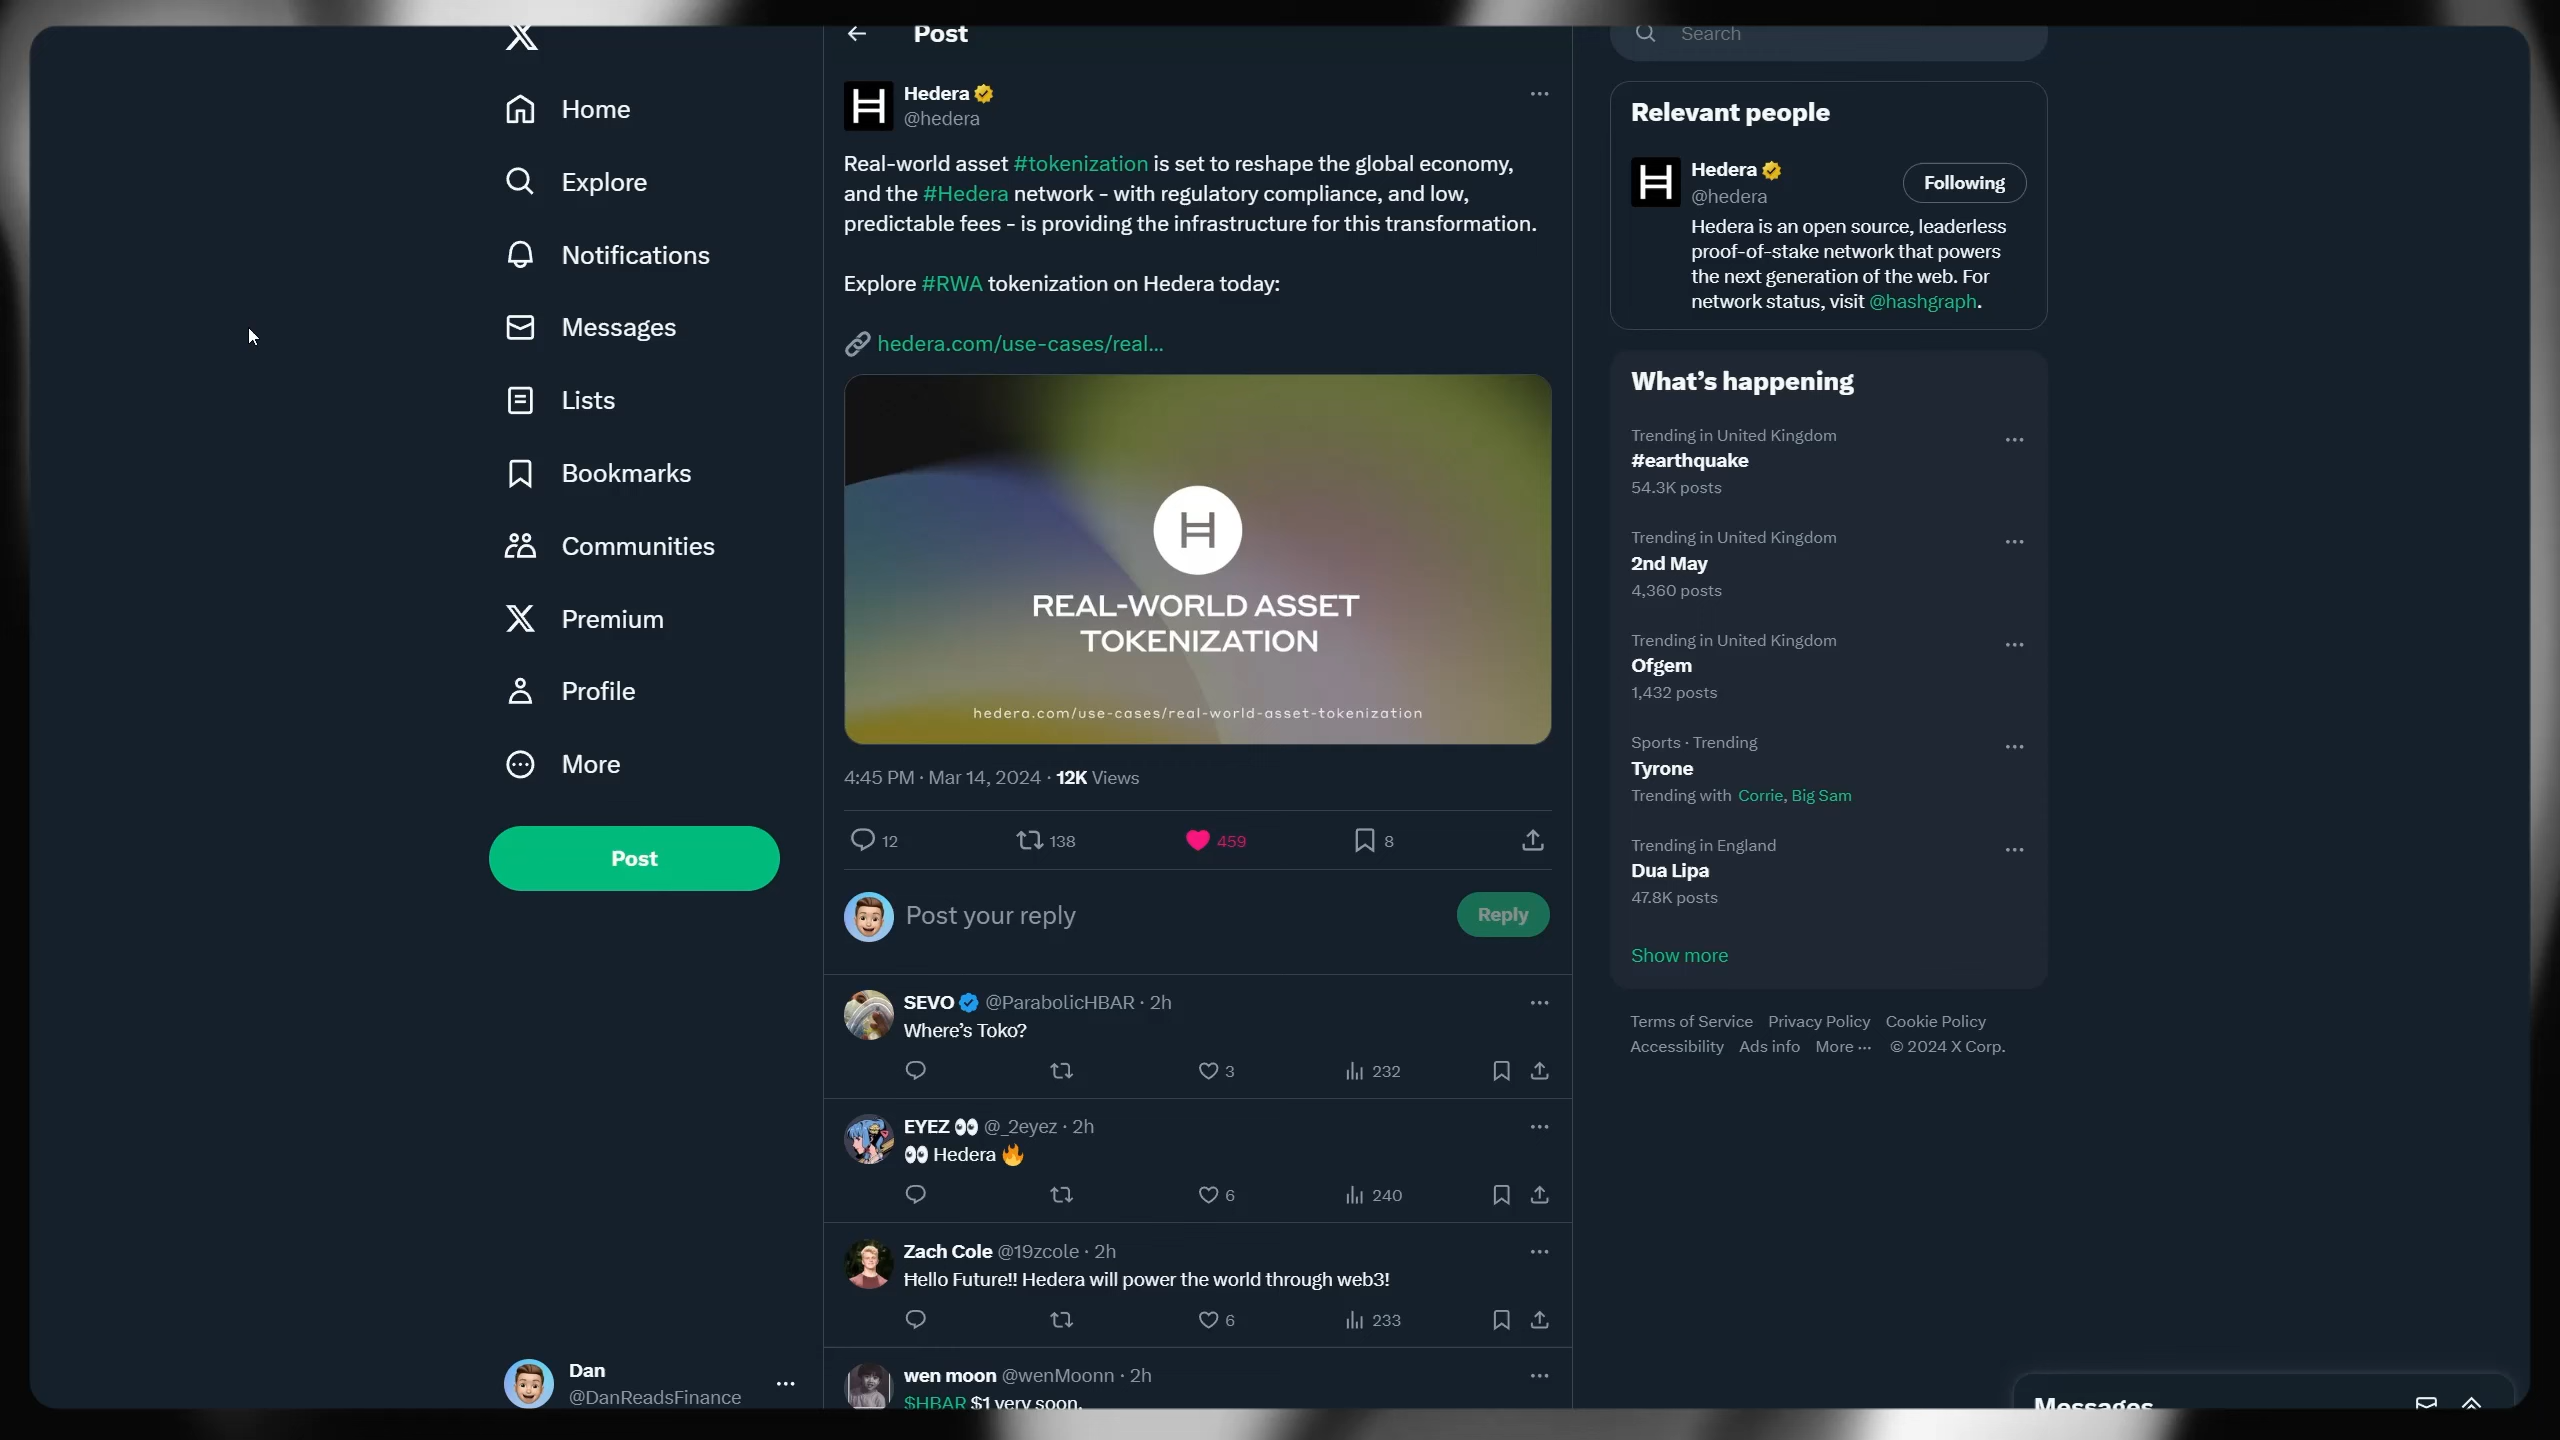 Home
Explore
Notifications
Messages
Lists
Bookmarks
Communities
Premium
Profile
More
Post
Dan
@DanReadsFinance
Post
Hedera
@hedera
Real-world asset #tokenization is set to reshape the global economy,
and the #Hedera network - with regulatory compliance, and low,
predictable fees - is providing the infrastructure for this transformation.
Explore #RWA tokenization on Hedera today:
hedera.com/use-cases/real...
REAL-WORLD ASSET
TOKENIZATION
hedera.com/use-cases/real-world-asset-tokenization
4:45 PM · Mar 14, 2024 · 12K Views
12 138 459 8
Post your reply
Reply
SEVO @ParabolicHBAR · 2h
Where's Toko?
3 232
EYEZ 👀 @_2eyez · 2h
👀 Hedera 🔥
6 240
Zach Cole @19zcole · 2h
Ħello Future!! Hedera will power the world through web3!
6 233
wen moon @wenMoonn · 2h
$HBAR $1 very soon.
Search
Relevant people
Hedera
@hedera
Following
Hedera is an open source, leaderless
proof-of-stake network that powers
the next generation of the web. For
network status, visit @hashgraph.
What's happening
Trending in United Kingdom
#earthquake
54.3K posts
Trending in United Kingdom
2nd May
4,360 posts
Trending in United Kingdom
Ofgem
1,432 posts
Sports · Trending
Tyrone
Trending with Corrie, Big Sam
Trending in England
Dua Lipa
47.8K posts
Show more
Terms of Service Privacy Policy Cookie Policy
Accessibility Ads info More ··· © 2024 X Corp.
Messages